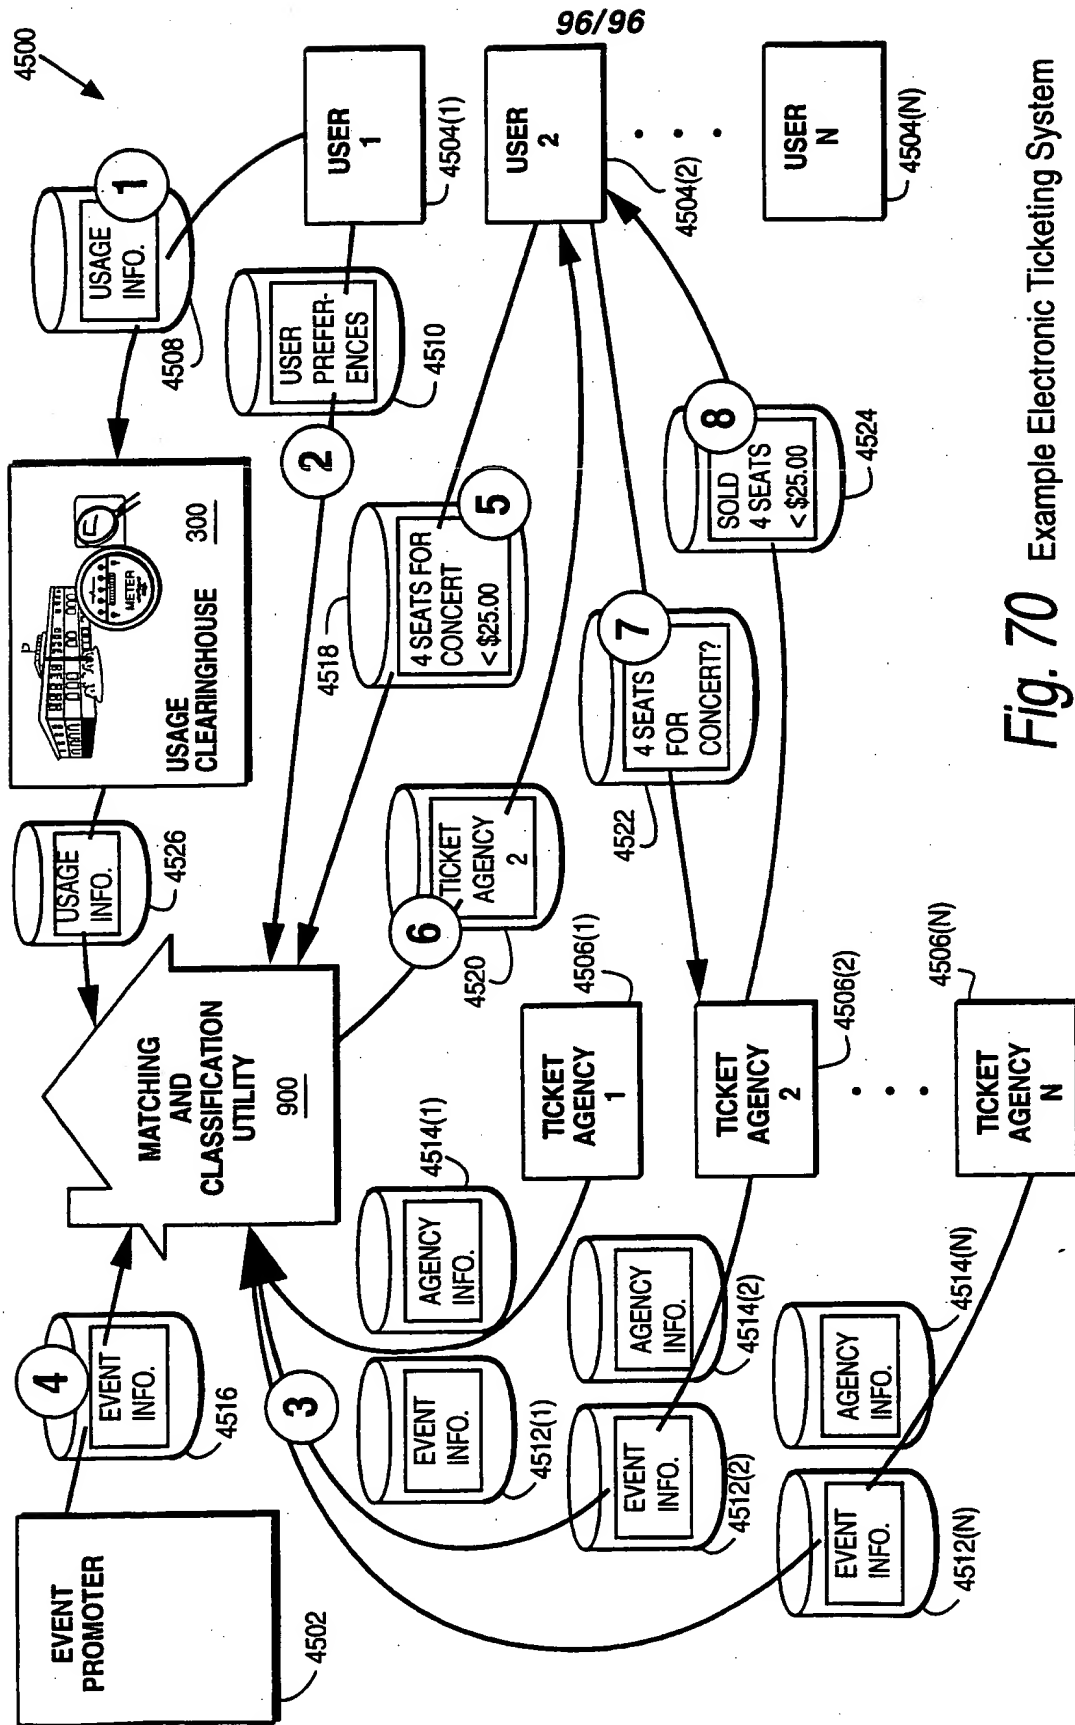 96/96
4500
EVENT
PROMOTER
4502
4
EVENT
INFO.
4516
MATCHING
AND
CLASSIFICATION
UTILITY
900
USAGE
INFO.
4526
METER
USAGE
CLEARINGHOUSE
300
1
USAGE
INFO.
4508
USER
1
4504(1)
2
USER
PREFER-
ENCES
4510
3
EVENT
INFO.
4512(1)
AGENCY
INFO.
4514(1)
TICKET
AGENCY
1
4506(1)
6
TICKET
AGENCY
2
4520
5
4 SEATS FOR
CONCERT
< $25.00
4518
USER
2
4504(2)
EVENT
INFO.
4512(2)
AGENCY
INFO.
4514(2)
TICKET
AGENCY
2
4506(2)
7
4 SEATS
FOR
CONCERT?
4522
8
SOLD
4 SEATS
< $25.00
4524
USER
N
4504(N)
EVENT
INFO.
4512(N)
AGENCY
INFO.
4514(N)
TICKET
AGENCY
N
4506(N)
Fig. 70 Example Electronic Ticketing System